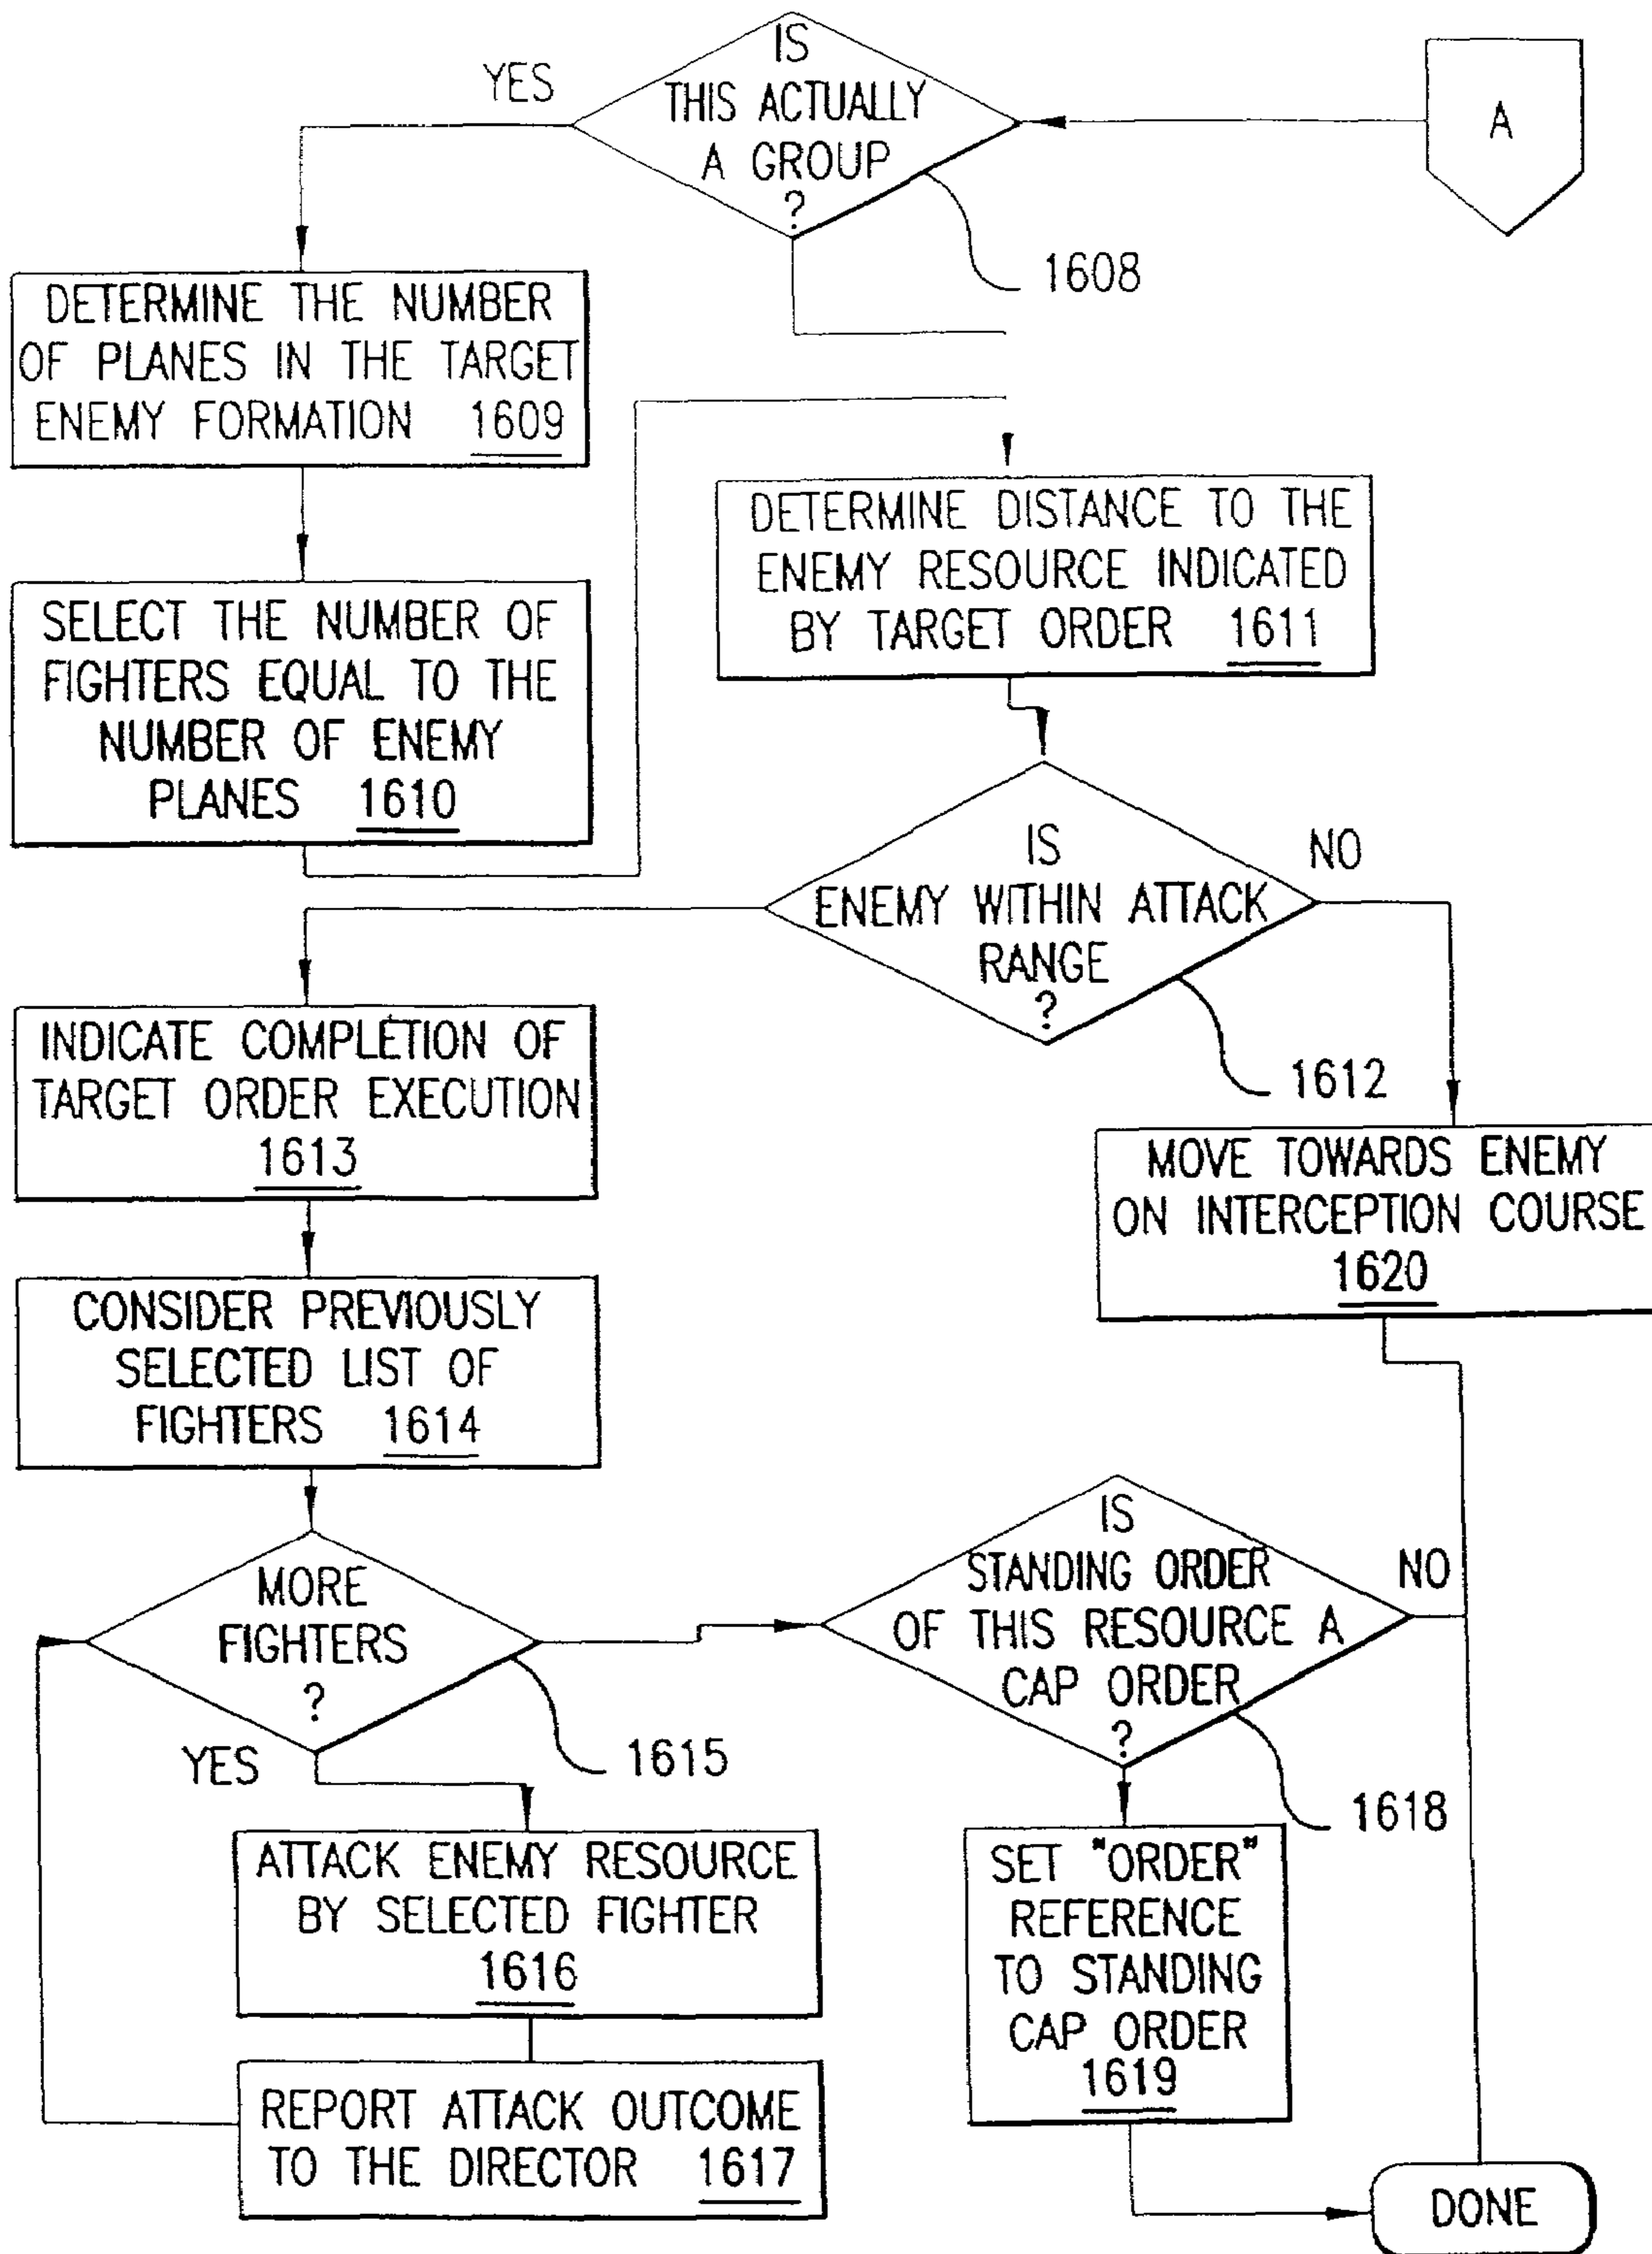 IS
THIS ACTUALLY
A GROUP
?
YES
A
1608
DETERMINE THE NUMBER
OF PLANES IN THE TARGET
ENEMY FORMATION 1609
SELECT THE NUMBER OF
FIGHTERS EQUAL TO THE
NUMBER OF ENEMY
PLANES 1610
DETERMINE DISTANCE TO THE
ENEMY RESOURCE INDICATED
BY TARGET ORDER 1611
IS
ENEMY WITHIN ATTACK
RANGE
?
NO
1612
INDICATE COMPLETION OF
TARGET ORDER EXECUTION
1613
MOVE TOWARDS ENEMY
ON INTERCEPTION COURSE
1620
CONSIDER PREVIOUSLY
SELECTED LIST OF
FIGHTERS 1614
MORE
FIGHTERS
?
YES
1615
IS
STANDING ORDER
OF THIS RESOURCE A
CAP ORDER
?
NO
1618
ATTACK ENEMY RESOURCE
BY SELECTED FIGHTER
1616
REPORT ATTACK OUTCOME
TO THE DIRECTOR 1617
SET "ORDER"
REFERENCE
TO STANDING
CAP ORDER
1619
DONE